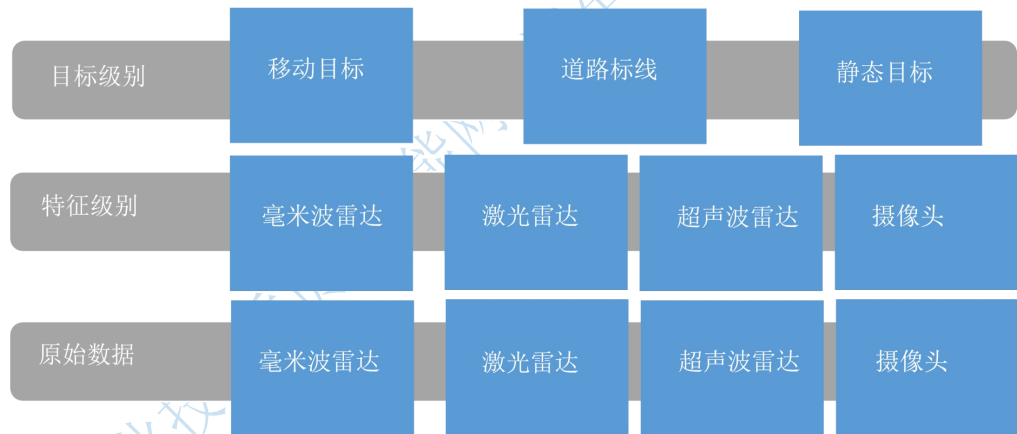 目标级别 移动目标 道路标线 静态目标
特征级别 毫米波雷达 激光雷达 超声波雷达 摄像头
原始数据 毫米波雷达 激光雷达 超声波雷达 摄像头